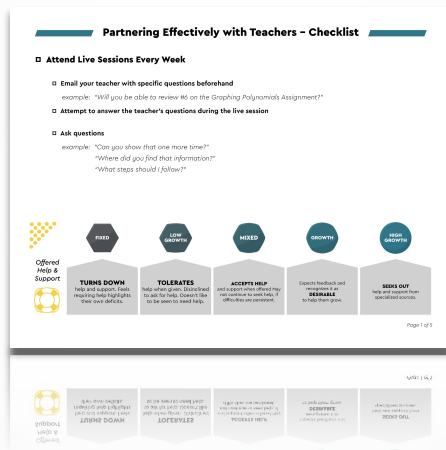 Partnering Effectively with Teachers – Checklist
Attend Live Sessions Every Week
Email your teacher with specific questions beforehand
example: "Will you be able to review #6 on the Graphing Polynomials Assignment?"
Attempt to answer the teacher's questions during the live session
Ask questions
example: "Can you show that one more time?"
"Where did you find that information?"
"What steps should I follow?"
FIXED
LOW
GROWTH
MIXED
GROWTH
HIGH
GROWTH
Offered
Help &
Support
TURNS DOWN
help and support. Feels
requiring help highlights
their own deficits.
TOLERATES
help when given. Disinclined
to ask for help. Doesn't like
to be seen to need help.
ACCEPTS HELP
and support when offered May
not continue to seek help, if
difficulties are persistent.
Expects feedback and
recognizes it as
DESIRABLE
to help them grow.
SEEKS OUT
help and support from
specialized sources.
Page 1 of 5